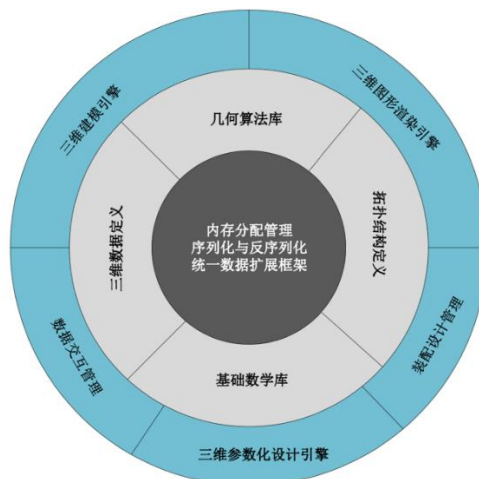 三维建模引擎
三维图形渲染引擎
几何算法库
三维数据定义
内存分配管理
序列化与反序列化
统一数据扩展框架
拓扑结构定义
数据交互管理
基础数学库
装配设计管理
三维参数化设计引擎